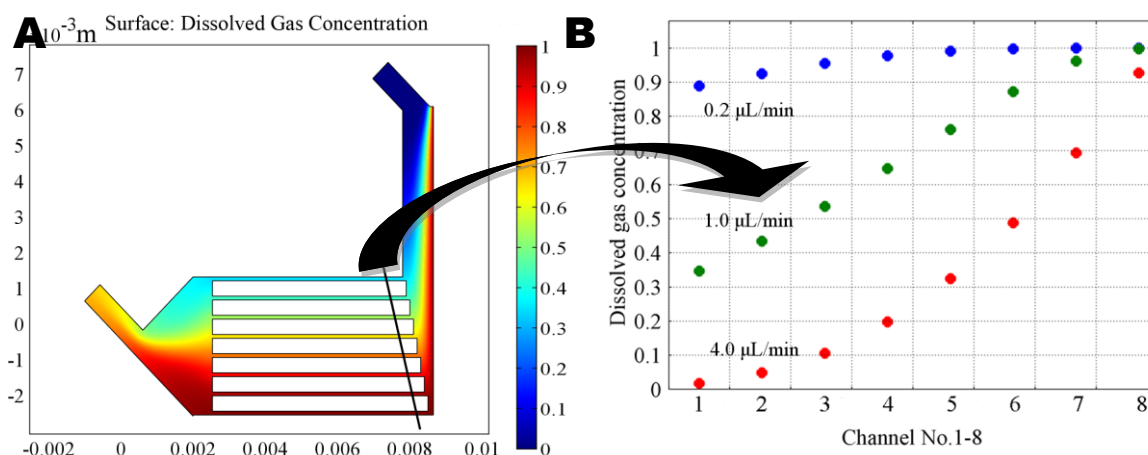 A
×10⁻³m
Surface: Dissolved Gas Concentration
7
6
5
4
3
2
1
0
-1
-2
-0.002 0 0.002 0.004 0.006 0.008 0.01
1
0.9
0.8
0.7
0.6
0.5
0.4
0.3
0.2
0.1
0
B
Dissolved gas concentration
1
0.9
0.8
0.7
0.6
0.5
0.4
0.3
0.2
0.1
0
0.2 μL/min
1.0 μL/min
4.0 μL/min
1 2 3 4 5 6 7 8
Channel No.1-8